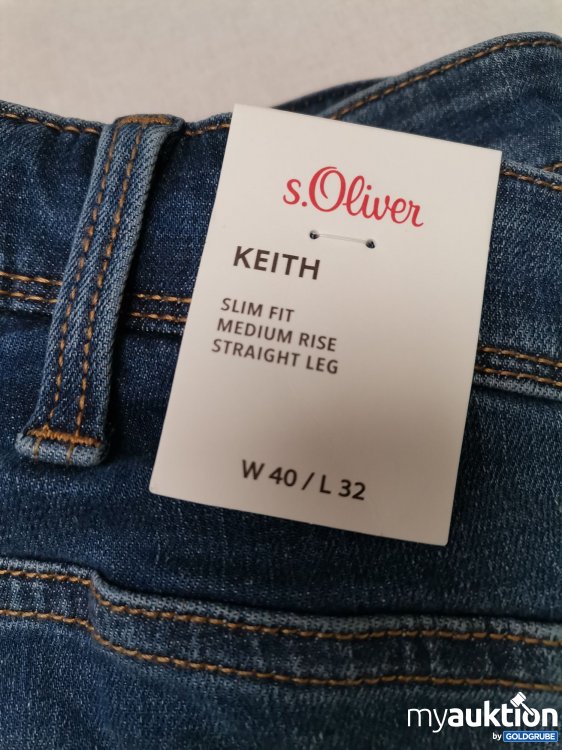 s.Oliver
KEITH
SLIM FIT
MEDIUM RISE
STRAIGHT LEG
W 40 / L 32
myauktion
by GOLDGRUBE